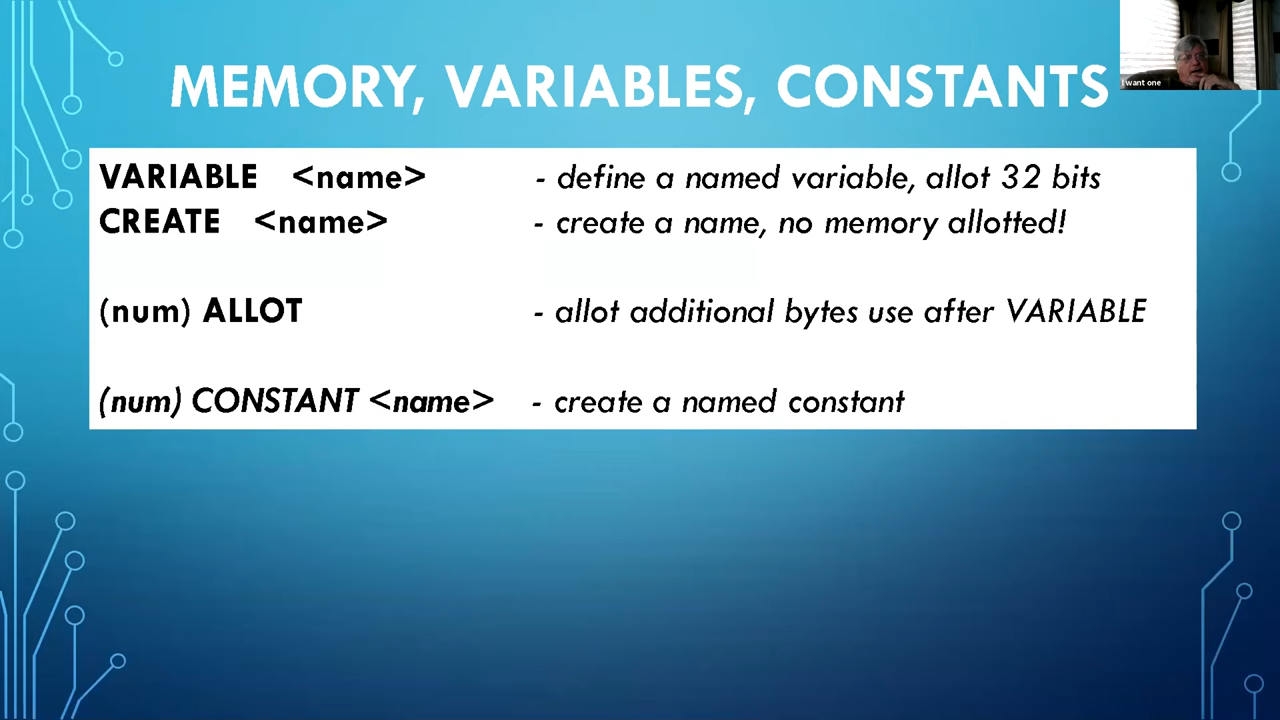 MEMORY, VARIABLES, CONSTANTS
I want one
VARIABLE <name> - define a named variable, allot 32 bits
CREATE <name> - create a name, no memory allotted!
(num) ALLOT - allot additional bytes use after VARIABLE
(num) CONSTANT <name> - create a named constant